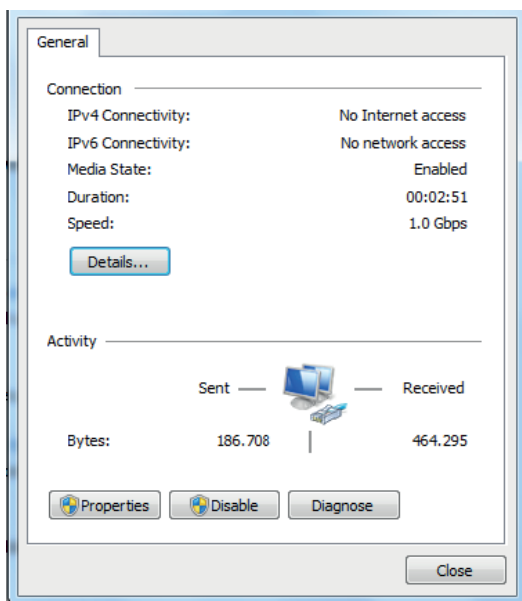 General
Connection
IPv4 Connectivity: No Internet access
IPv6 Connectivity: No network access
Media State: Enabled
Duration: 00:02:51
Speed: 1.0 Gbps
Details...
Activity
Sent Received
Bytes: 186.708 464.295
Properties Disable Diagnose
Close